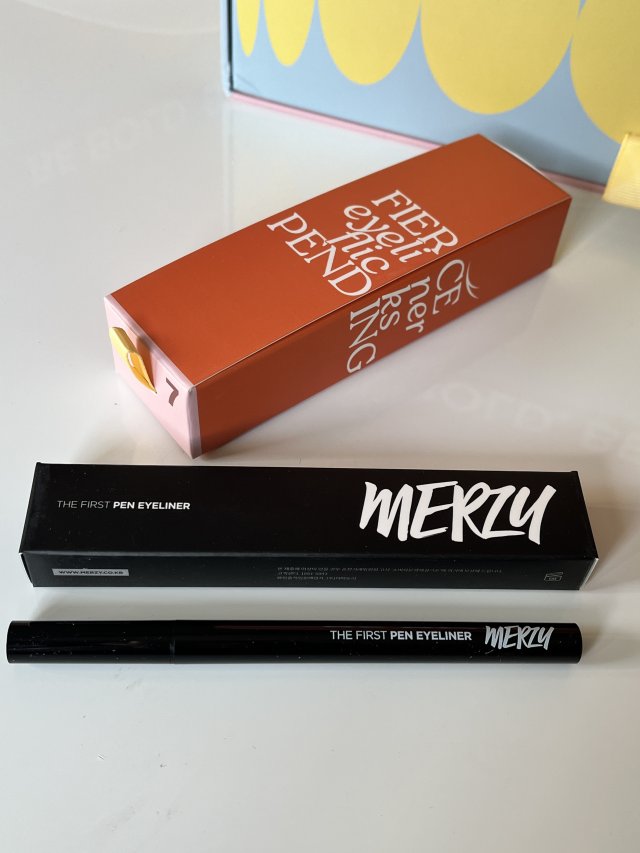 FIERCE
eyeliner
flicks
PENDING
7
THE FIRST PEN EYELINER
MERZY
WWW.MERZY.CO.KR
THE FIRST PEN EYELINER MERZY